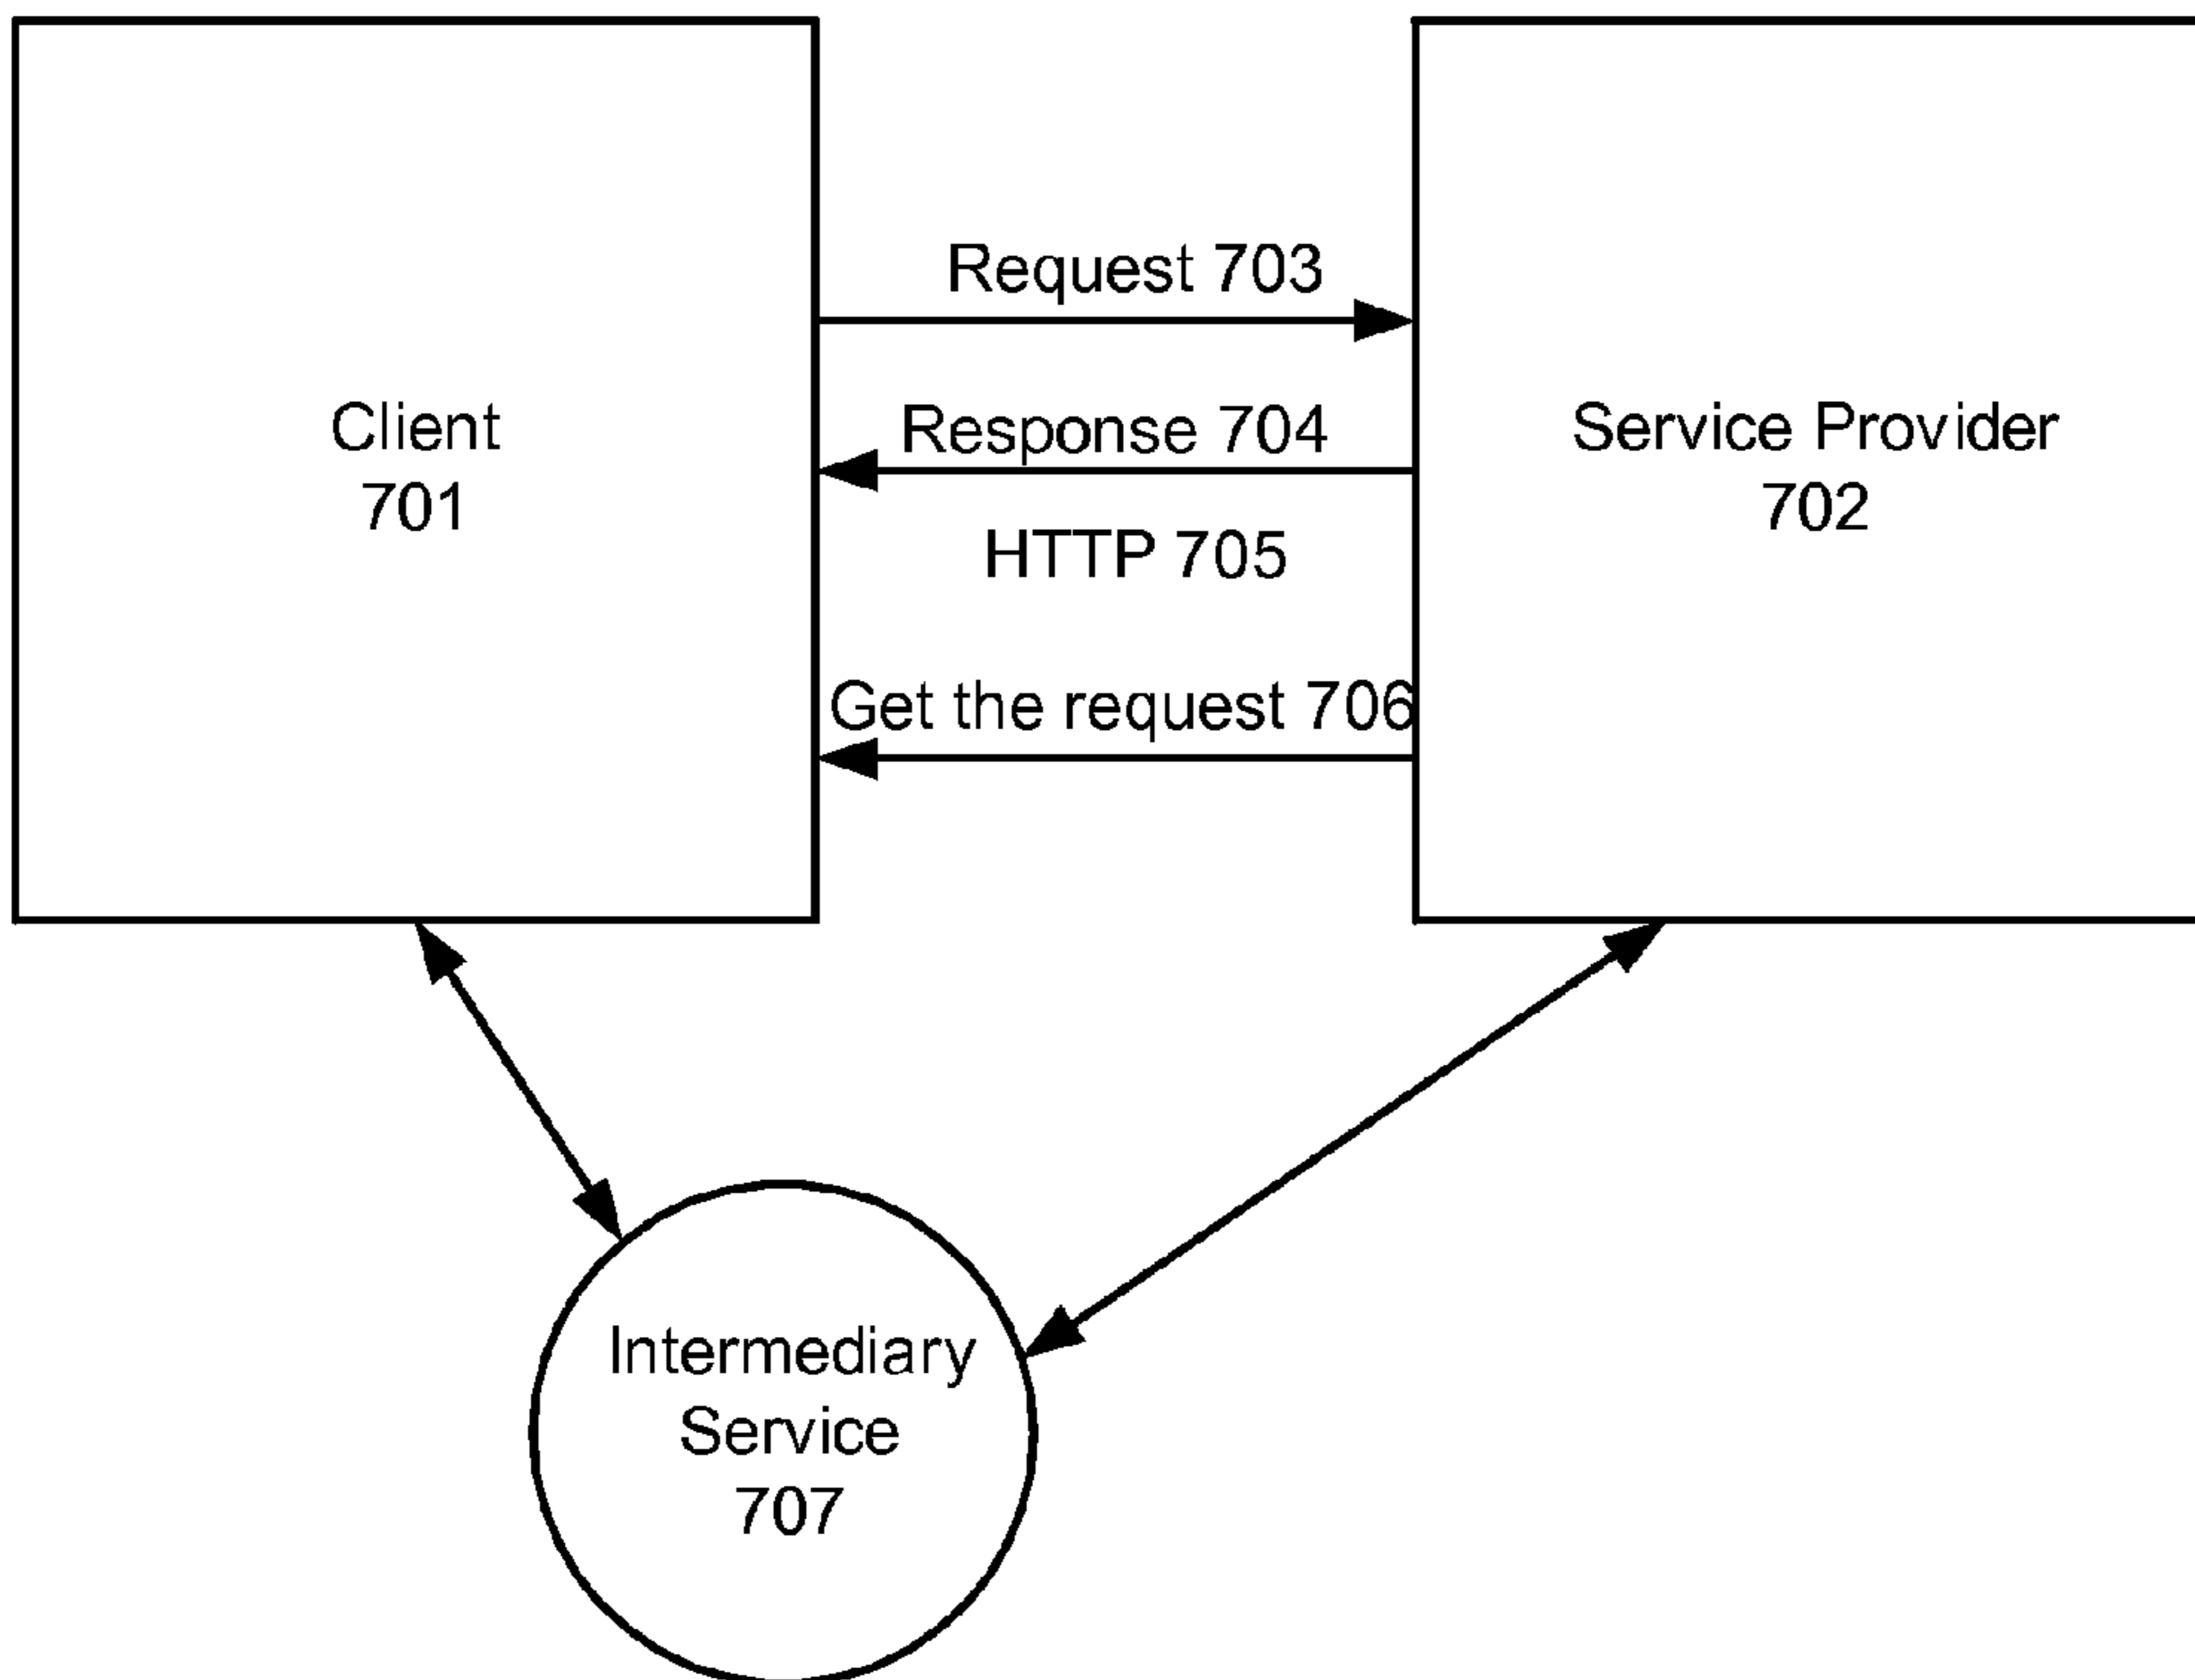 Client
701
Request 703
Response 704
HTTP 705
Get the request 706
Service Provider
702
Intermediary
Service
707